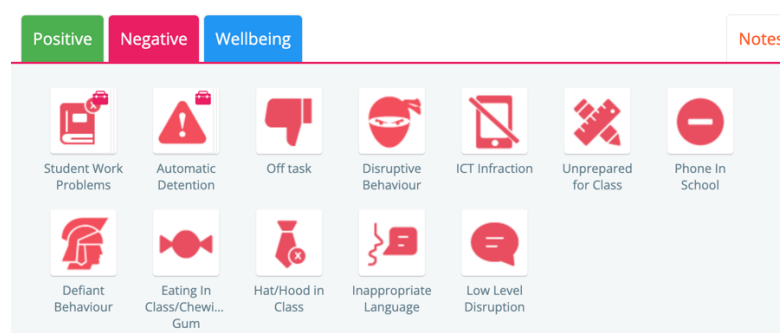 Positive
Negative
Wellbeing
Notes
Student Work
Problems
Automatic
Detention
Off task
Disruptive
Behaviour
ICT Infraction
Unprepared
for Class
Phone In
School
Defiant
Behaviour
Eating In
Class/Chewi...
Gum
Hat/Hood in
Class
Inappropriate
Language
Low Level
Disruption